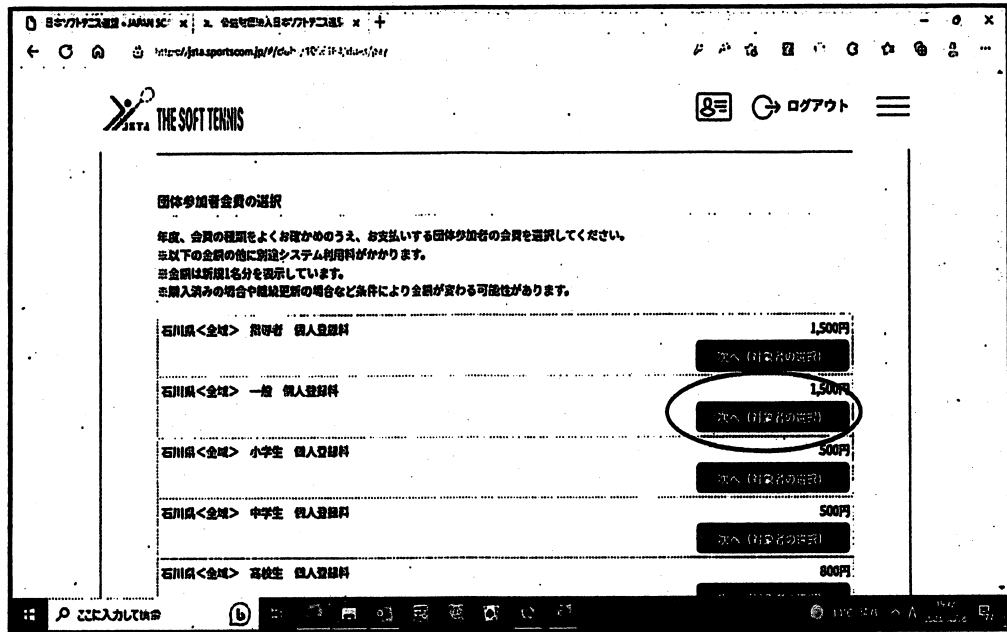 THE SOFT TENNIS
ログアウト
団体参加者会費の選択
年度、会費の種類をよくお確かめのうえ、お支払いする団体参加者の会費を選択してください。
※以下の金額の他に別途システム利用料がかかります。
※金額は新規1名分を表示しています。
※購入済みの場合や継続更新の場合など条件により金額が変わる可能性があります。
石川県<全域> 指導者 個人登録料
1,500円
次へ (対象者の選択)
石川県<全域> 一般 個人登録料
1,500円
次へ (対象者の選択)
石川県<全域> 小学生 個人登録料
500円
次へ (対象者の選択)
石川県<全域> 中学生 個人登録料
500円
次へ (対象者の選択)
石川県<全域> 高校生 個人登録料
800円
ここに入力して検索